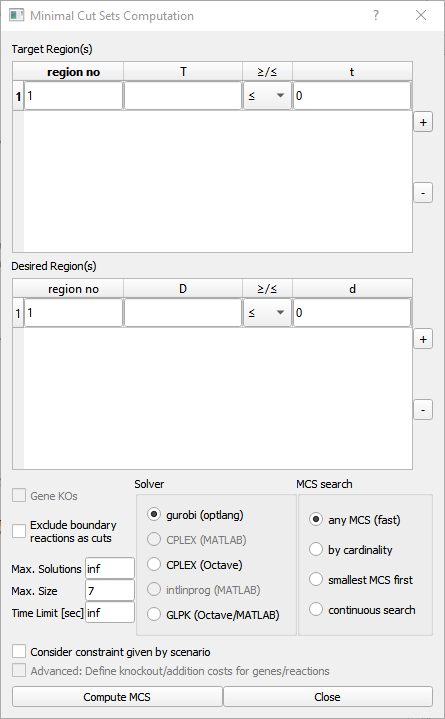 Minimal Cut Sets Computation
Target Region(s)
region no T ≥/≤ t
1 1 ≤ 0
+
-
Desired Region(s)
region no D ≥/≤ d
1 1 ≤ 0
+
-
Gene KOs
Exclude boundary
reactions as cuts
Max. Solutions inf
Max. Size 7
Time Limit [sec] inf
Solver
gurobi (optlang)
CPLEX (MATLAB)
CPLEX (Octave)
intlinprog (MATLAB)
GLPK (Octave/MATLAB)
MCS search
any MCS (fast)
by cardinality
smallest MCS first
continuous search
Consider constraint given by scenario
Advanced: Define knockout/addition costs for genes/reactions
Compute MCS Close